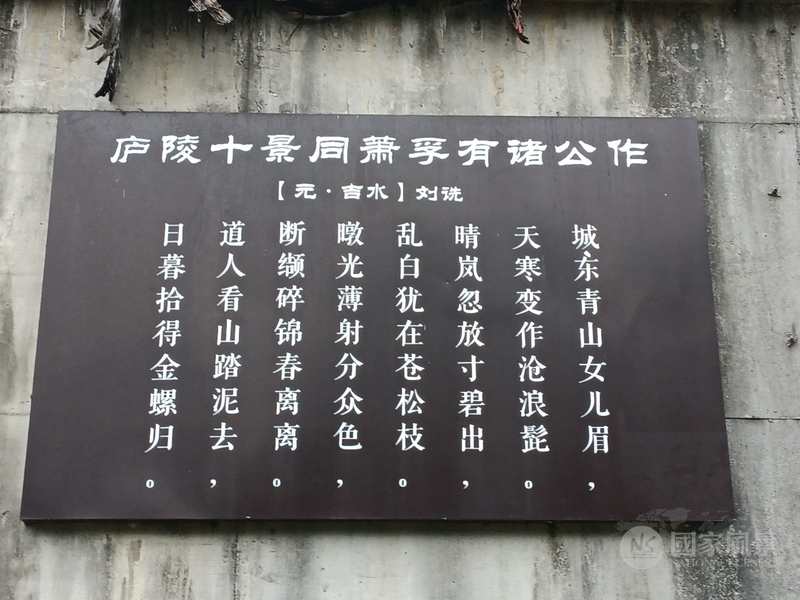 庐陵十景同萧孚有诸公作
【元·吉水】刘诜
城东青山女儿眉，
天寒变作沧浪髭。
晴岚忽放寸碧出，
乱白犹在苍松枝。
暾光薄射分众色，
断缬碎锦春离离。
道人看山踏泥去，
日暮拾得金螺归。